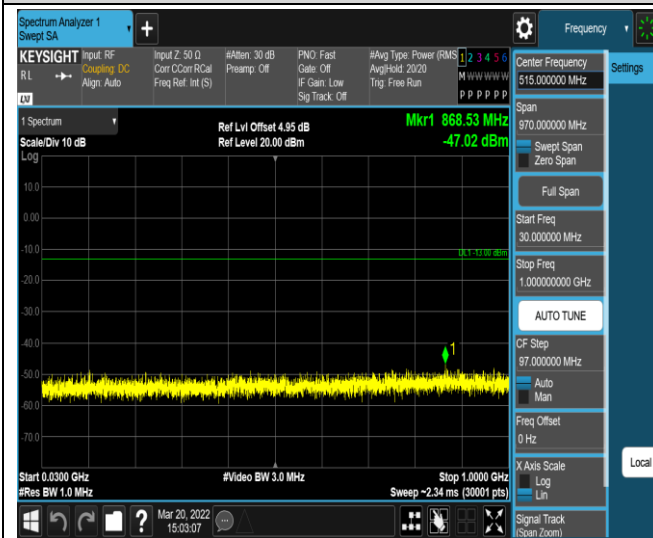 Spectrum Analyzer 1
Swept SA
+
Frequency
KEYSIGHT
RL
Input: RF
Coupling: DC
Align: Auto
Input Z: 50 Ω
Corr CCorr RCal
Freq Ref: Int (S)
#Atten: 30 dB
Preamp: Off
PNO: Fast
Gate: Off
IF Gain: Low
Sig Track: Off
#Avg Type: Power (RMS
Avg|Hold: 20/20
Trig: Free Run
1 2 3 4 5 6
M W W W W W
P P P P P P
1 Spectrum
Scale/Div 10 dB
Log
Ref Lvl Offset 4.95 dB
Ref Level 20.00 dBm
Mkr1 868.53 MHz
-47.02 dBm
10.0
0.00
-10.0
-20.0
-30.0
-40.0
-50.0
-60.0
-70.0
DL1 -13.00 dBm
1
Start 0.0300 GHz
#Res BW 1.0 MHz
#Video BW 3.0 MHz
Stop 1.0000 GHz
Sweep ~2.34 ms (30001 pts)
?
Mar 20, 2022
15:03:07
Center Frequency
515.000000 MHz
Span
970.000000 MHz
Swept Span
Zero Span
Full Span
Start Freq
30.000000 MHz
Stop Freq
1.000000000 GHz
AUTO TUNE
CF Step
97.000000 MHz
Auto
Man
Freq Offset
0 Hz
X Axis Scale
Log
Lin
Signal Track
(Span Zoom)
Settings
Local